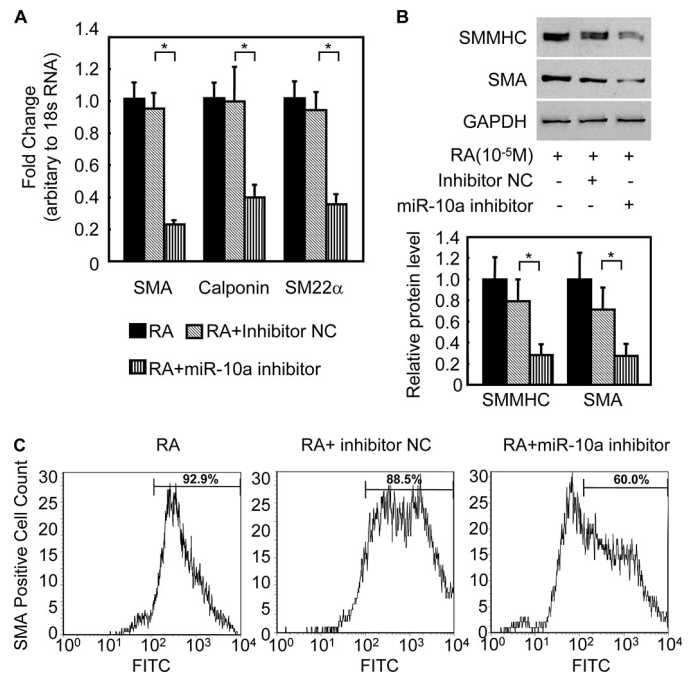 A
Fold Change
(arbitary to 18s RNA)
1.4
1.2
1.0
0.8
0.6
0.4
0.2
0
* * *
SMA Calponin SM22α
RA RA+Inhibitor NC
RA+miR-10a inhibitor
B
SMMHC
SMA
GAPDH
RA(10-5M) + + +
Inhibitor NC - + -
miR-10a inhibitor - - +
Relative protein level
1.4
1.2
1.0
0.8
0.6
0.4
0.2
0
* *
SMMHC SMA
C
RA RA+ inhibitor NC RA+miR-10a inhibitor
SMA Positive Cell Count
92.9% 88.5% 60.0%
30 30 30
25 25 25
20 20 20
15 15 15
10 10 10
5 5 5
0 0 0
10⁰ 10² 10³ 10⁴ 10⁰ 10¹ 10² 10³ 10⁴ 10⁰ 10¹ 10² 10³ 10⁴
FITC FITC FITC